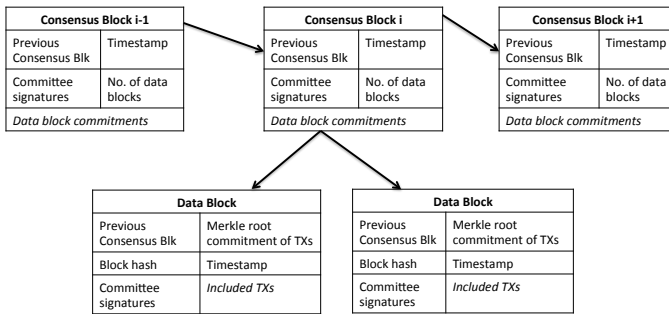 Consensus Block i-1
Previous Consensus Blk
Timestamp
Committee signatures
No. of data blocks
Data block commitments
Consensus Block i
Previous Consensus Blk
Timestamp
Committee signatures
No. of data blocks
Data block commitments
Consensus Block i+1
Previous Consensus Blk
Timestamp
Committee signatures
No. of data blocks
Data block commitments
Data Block
Previous Consensus Blk
Merkle root commitment of TXs
Block hash
Timestamp
Committee signatures
Included TXs
Data Block
Previous Consensus Blk
Merkle root commitment of TXs
Block hash
Timestamp
Committee signatures
Included TXs